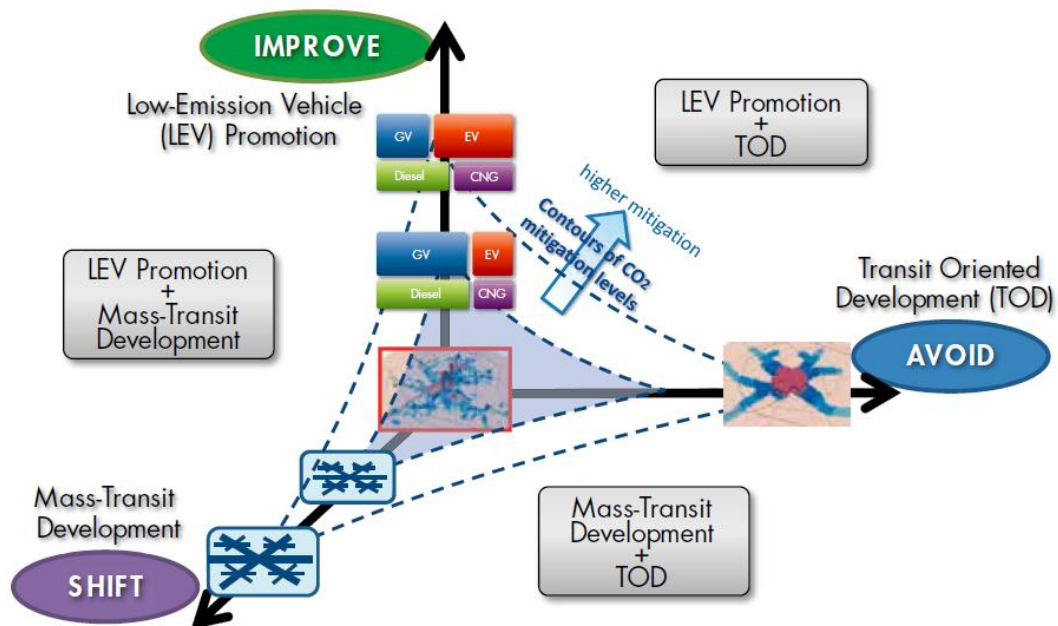 IMPROVE
Low-Emission Vehicle
(LEV) Promotion
GV
EV
Diesel
CNG
LEV Promotion
+
TOD
higher mitigation
Contours of CO₂
mitigation levels
GV
EV
Diesel
CNG
LEV Promotion
+
Mass-Transit
Development
Transit Oriented
Development (TOD)
AVOID
Mass-Transit
Development
SHIFT
Mass-Transit
Development
+
TOD